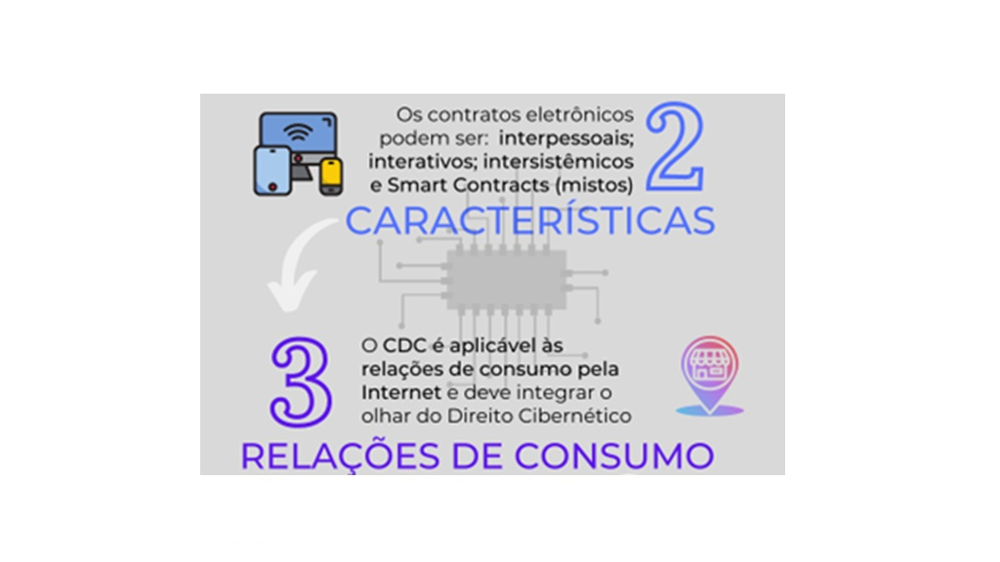 Os contratos eletrônicos
podem ser: interpessoais;
interativos; intersistêmicos
e Smart Contracts (mistos)
2
CARACTERÍSTICAS
3
O CDC é aplicável às
relações de consumo pela
Internet e deve integrar o
olhar do Direito Cibernético
RELAÇÕES DE CONSUMO